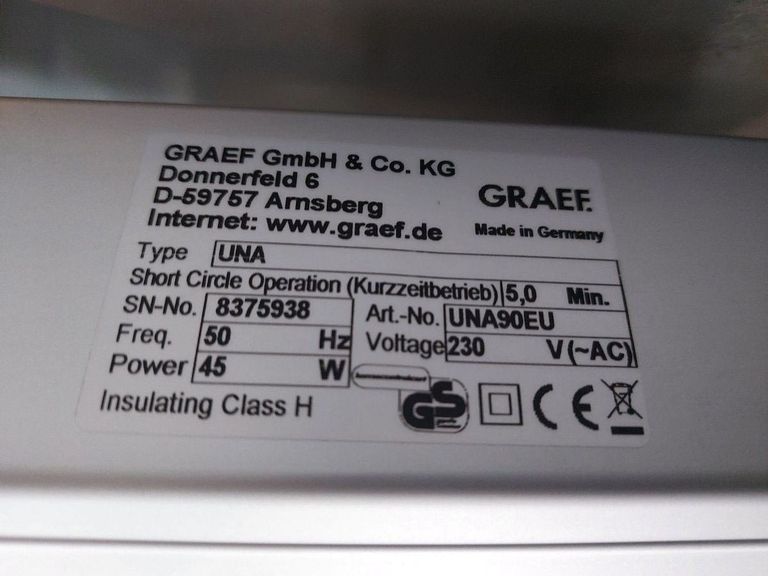 GRAEF GmbH & Co. KG
Donnerfeld 6
D-59757 Arnsberg
Internet: www.graef.de
GRAEF.
Made in Germany
Type UNA
Short Circle Operation (Kurzzeitbetrieb) 5,0 Min.
SN-No. 8375938 Art.-No. UNA90EU
Freq. 50 Hz Voltage 230 V (~AC)
Power 45 W
Insulating Class H
GS
CE